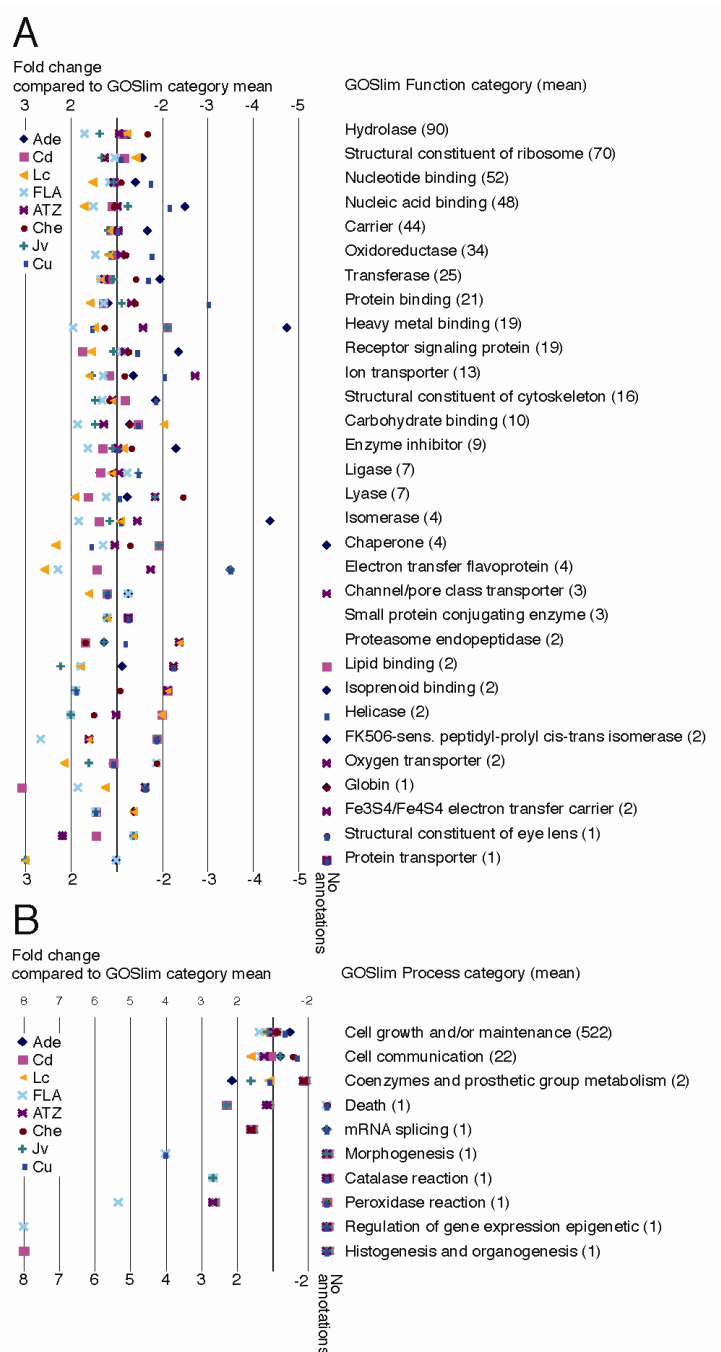 A
Fold change
compared to GOSlim category mean
GOSlim Function category (mean)
3 2 -2 -3 -4 -5
Ade
Cd
Lc
FLA
ATZ
Che
Jv
Cu
Hydrolase (90)
Structural constituent of ribosome (70)
Nucleotide binding (52)
Nucleic acid binding (48)
Carrier (44)
Oxidoreductase (34)
Transferase (25)
Protein binding (21)
Heavy metal binding (19)
Receptor signaling protein (19)
Ion transporter (13)
Structural constituent of cytoskeleton (16)
Carbohydrate binding (10)
Enzyme inhibitor (9)
Ligase (7)
Lyase (7)
Isomerase (4)
Chaperone (4)
Electron transfer flavoprotein (4)
Channel/pore class transporter (3)
Small protein conjugating enzyme (3)
Proteasome endopeptidase (2)
Lipid binding (2)
Isoprenoid binding (2)
Helicase (2)
FK506-sens. peptidyl-prolyl cis-trans isomerase (2)
Oxygen transporter (2)
Globin (1)
Fe3S4/Fe4S4 electron transfer carrier (2)
Structural constituent of eye lens (1)
Protein transporter (1)
3 2 -2 -3 -4 -5
No
annotations
B
Fold change
compared to GOSlim category mean
GOSlim Process category (mean)
8 7 6 5 4 3 2 -2
Ade
Cd
Lc
FLA
ATZ
Che
Jv
Cu
Cell growth and/or maintenance (522)
Cell communication (22)
Coenzymes and prosthetic group metabolism (2)
Death (1)
mRNA splicing (1)
Morphogenesis (1)
Catalase reaction (1)
Peroxidase reaction (1)
Regulation of gene expression epigenetic (1)
Histogenesis and organogenesis (1)
8 7 6 5 4 3 2 -2
No
annotations